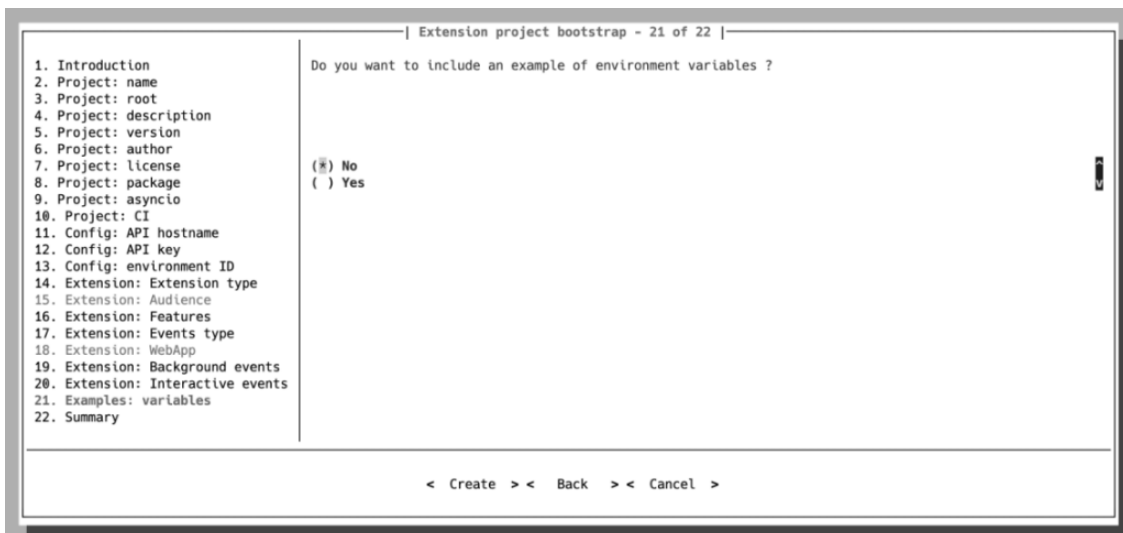 Extension project bootstrap - 21 of 22
1. Introduction
2. Project: name
3. Project: root
4. Project: description
5. Project: version
6. Project: author
7. Project: license
8. Project: package
9. Project: asyncio
10. Project: CI
11. Config: API hostname
12. Config: API key
13. Config: environment ID
14. Extension: Extension type
15. Extension: Audience
16. Extension: Features
17. Extension: Events type
18. Extension: WebApp
19. Extension: Background events
20. Extension: Interactive events
21. Examples: variables
22. Summary
Do you want to include an example of environment variables ?
(*) No
( ) Yes
^
v
< Create > < Back > < Cancel >